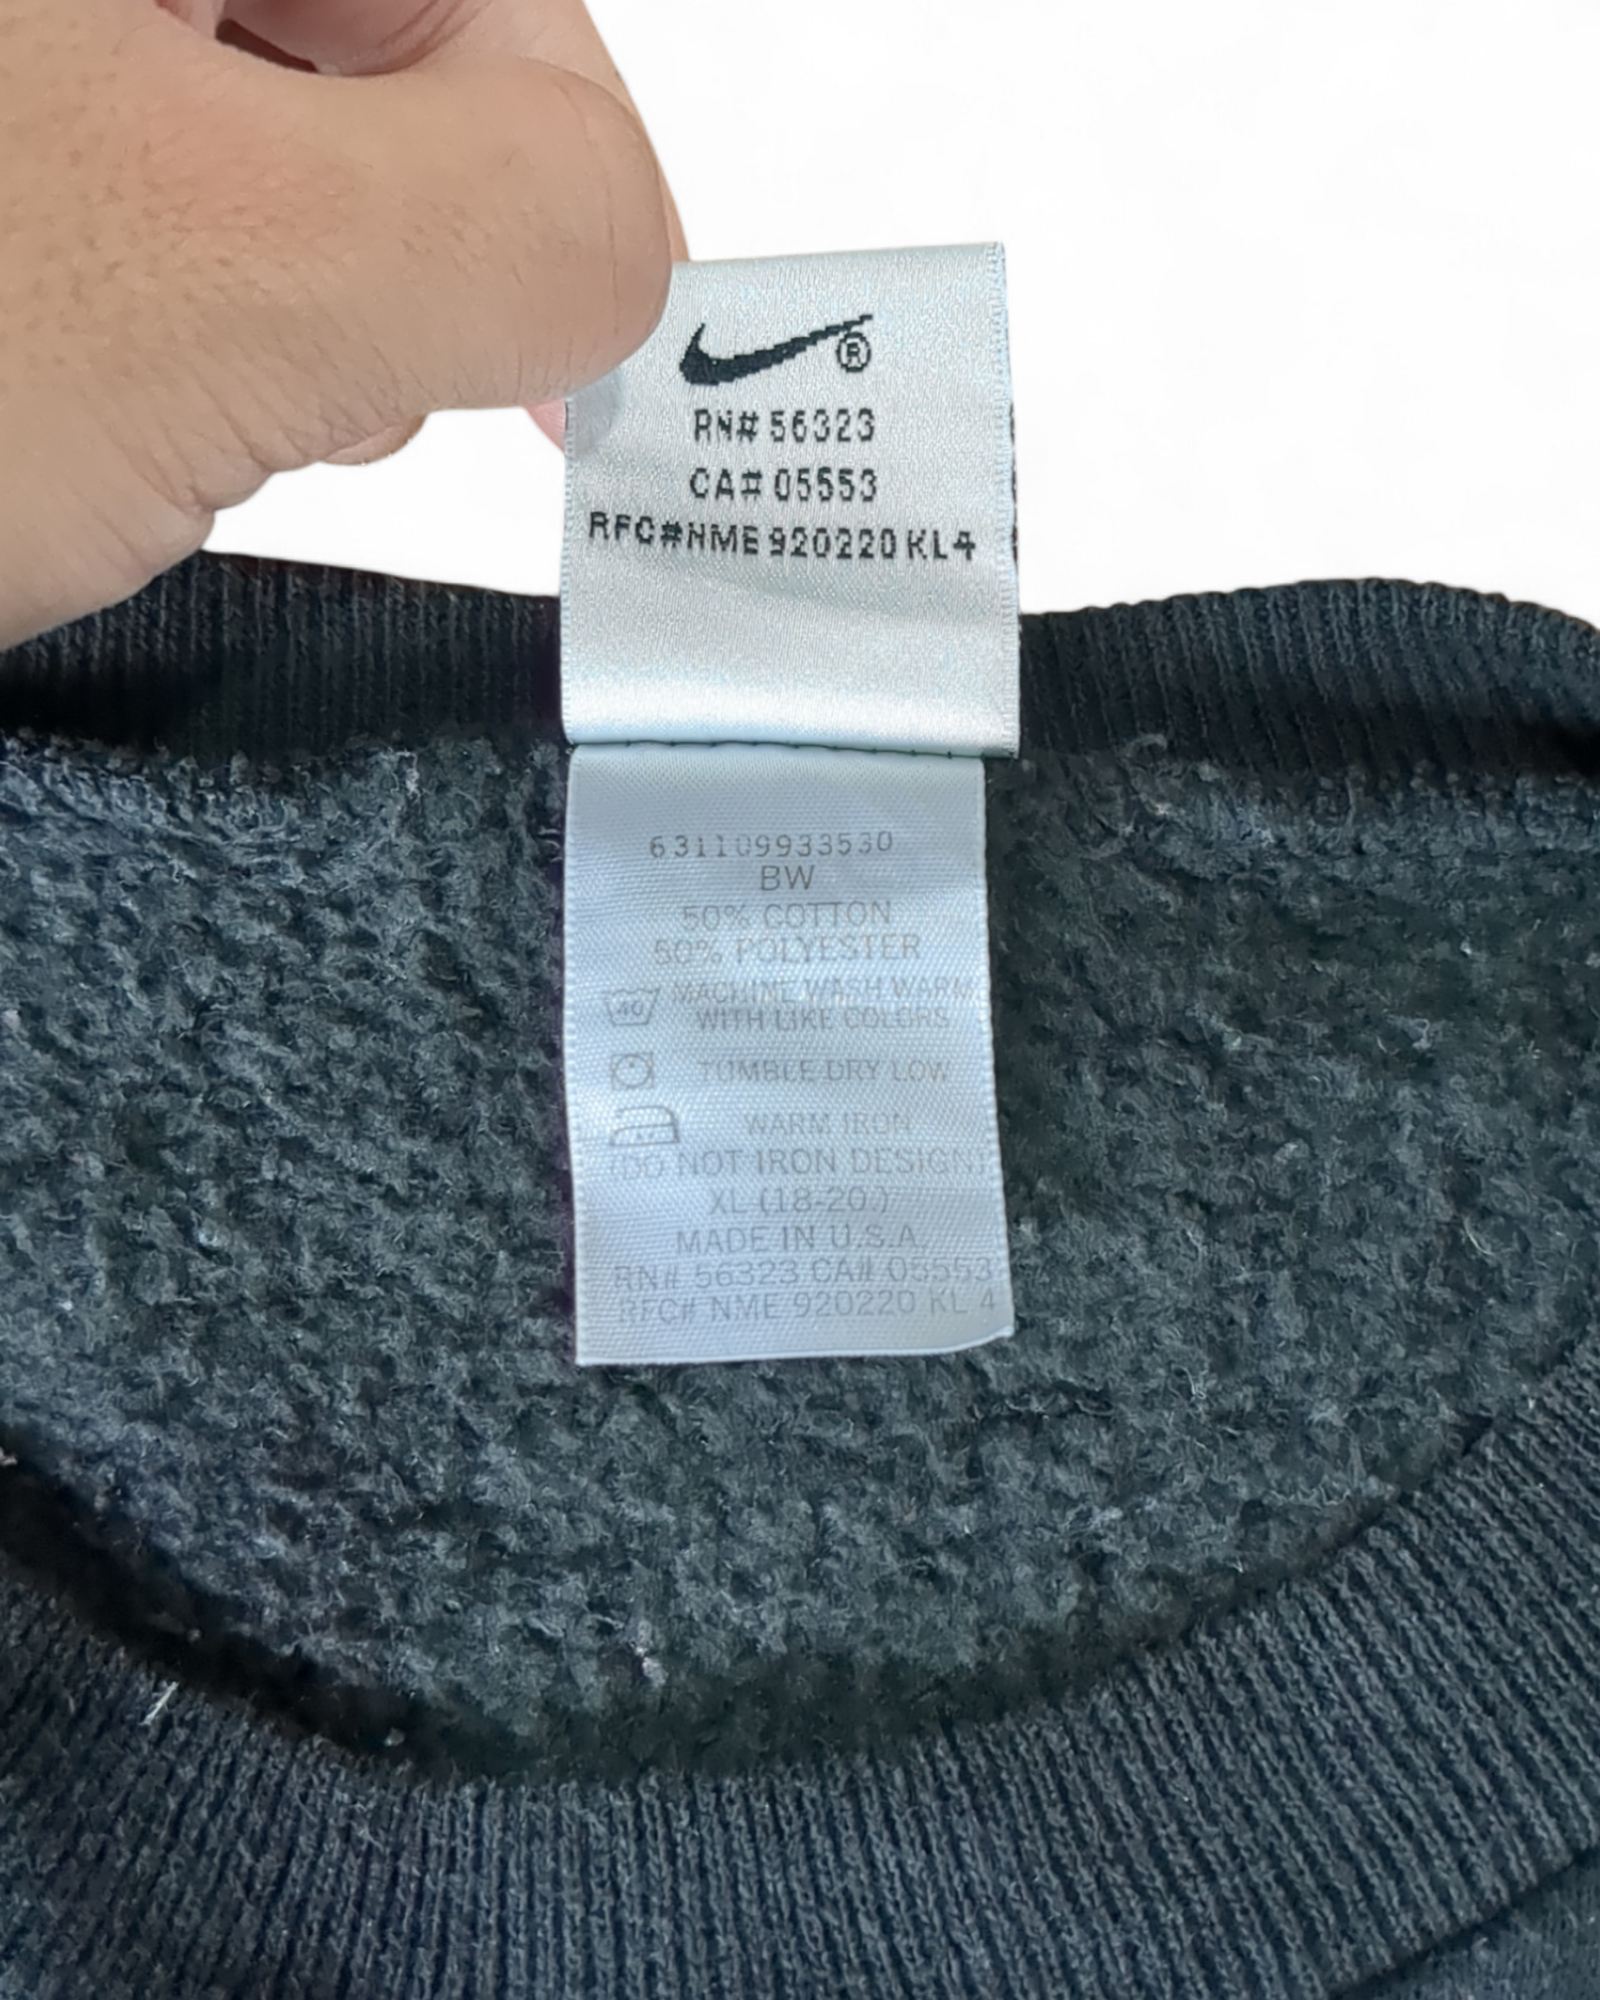 ®
RN# 56323
CA# 05553
RFC#NME 920220 KL4
631109933530
BW
50% COTTON
50% POLYESTER
40 MACHINE WASH WARM
WITH LIKE COLORS
TUMBLE DRY LOW
WARM IRON
(DO NOT IRON DESIGN)
XL (18-20.)
MADE IN U.S.A.
RN# 56323 CA# 05553
RFC# NME 920220 KL 4